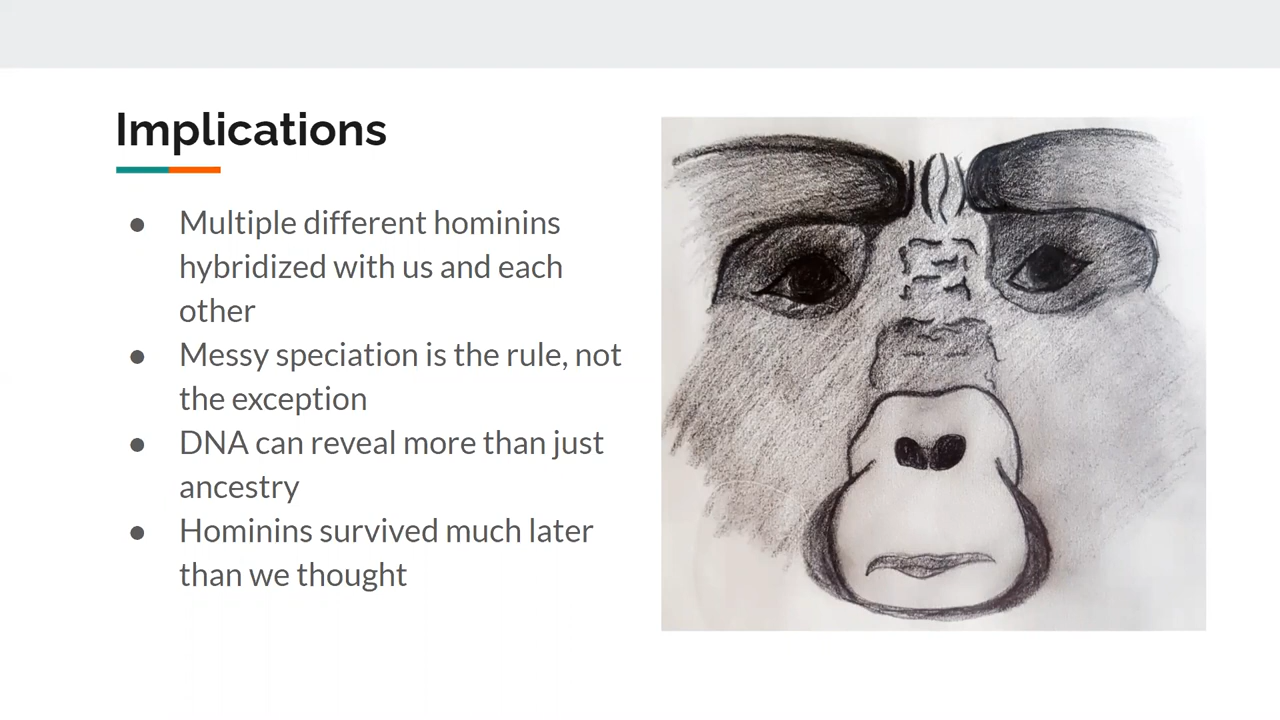 Implications
● Multiple different hominins
hybridized with us and each
other
● Messy speciation is the rule, not
the exception
● DNA can reveal more than just
ancestry
● Hominins survived much later
than we thought